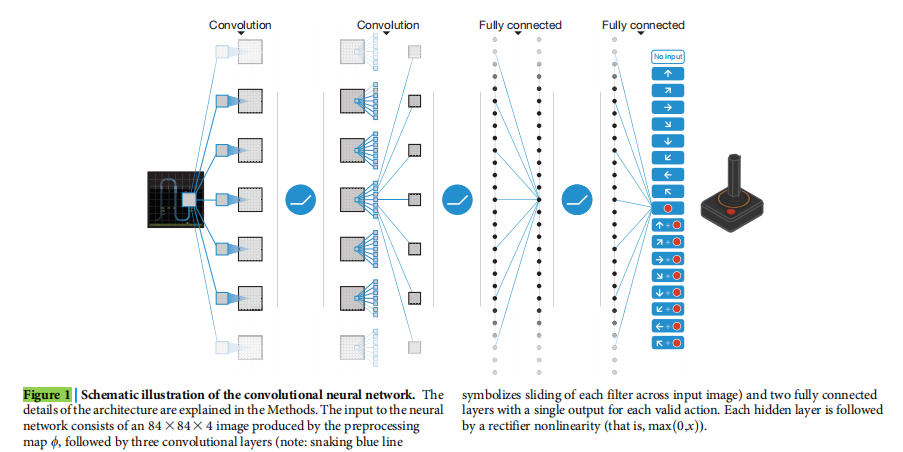 Convolution
Convolution
Fully connected
Fully connected
No input
Figure 1 | Schematic illustration of the convolutional neural network. The
details of the architecture are explained in the Methods. The input to the neural
network consists of an 84 × 84 × 4 image produced by the preprocessing
map ϕ, followed by three convolutional layers (note: snaking blue line
symbolizes sliding of each filter across input image) and two fully connected
layers with a single output for each valid action. Each hidden layer is followed
by a rectifier nonlinearity (that is, max(0,x)).